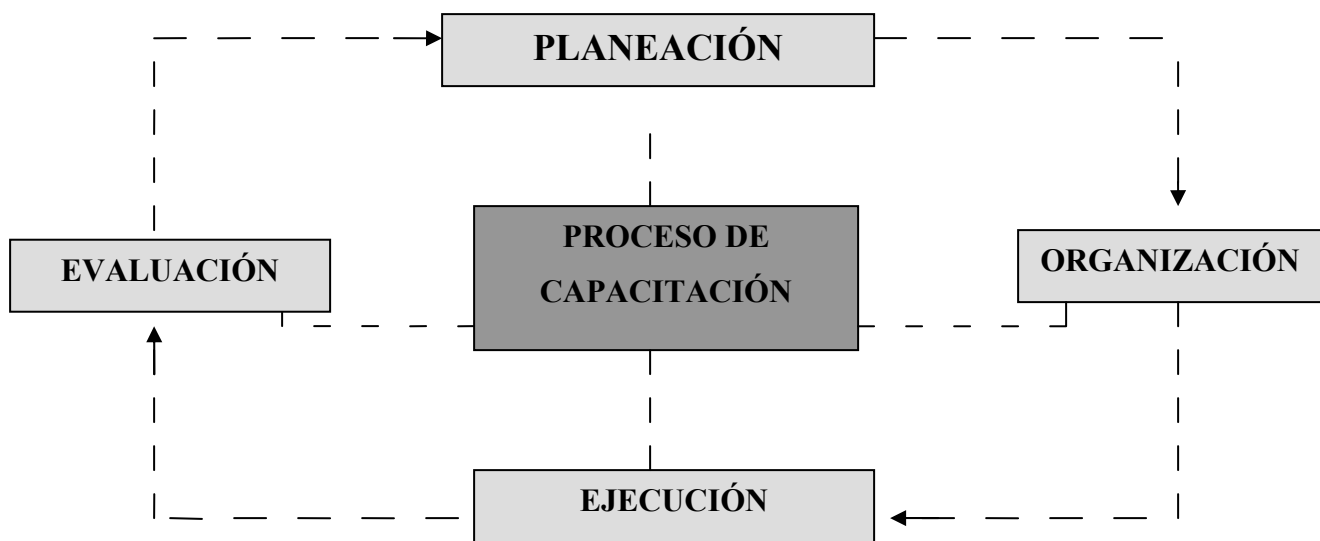 PLANEACIÓN
PROCESO DE
CAPACITACIÓN
EVALUACIÓN
ORGANIZACIÓN
EJECUCIÓN